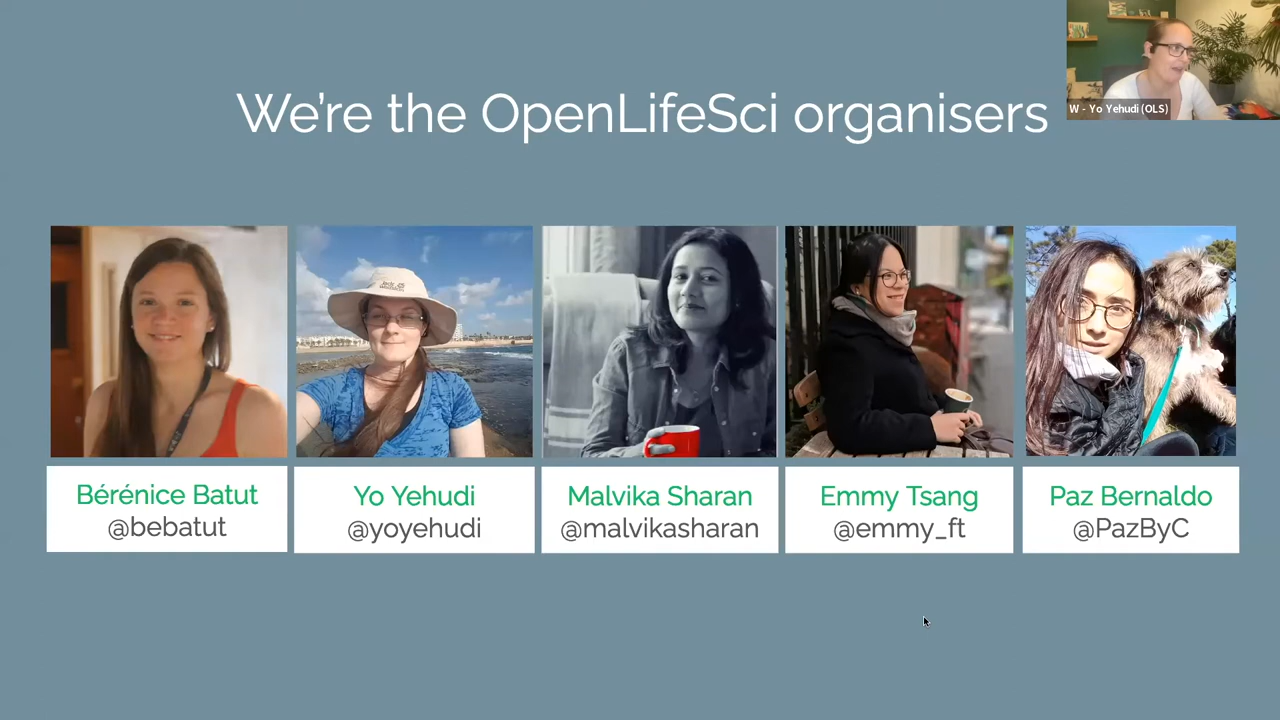 We're the OpenLifeSci organisers
W - Yo Yehudi (OLS)
Bérénice Batut
@bebatut
Yo Yehudi
@yoyehudi
Malvika Sharan
@malvikasharan
Emmy Tsang
@emmy_ft
Paz Bernaldo
@PazByC